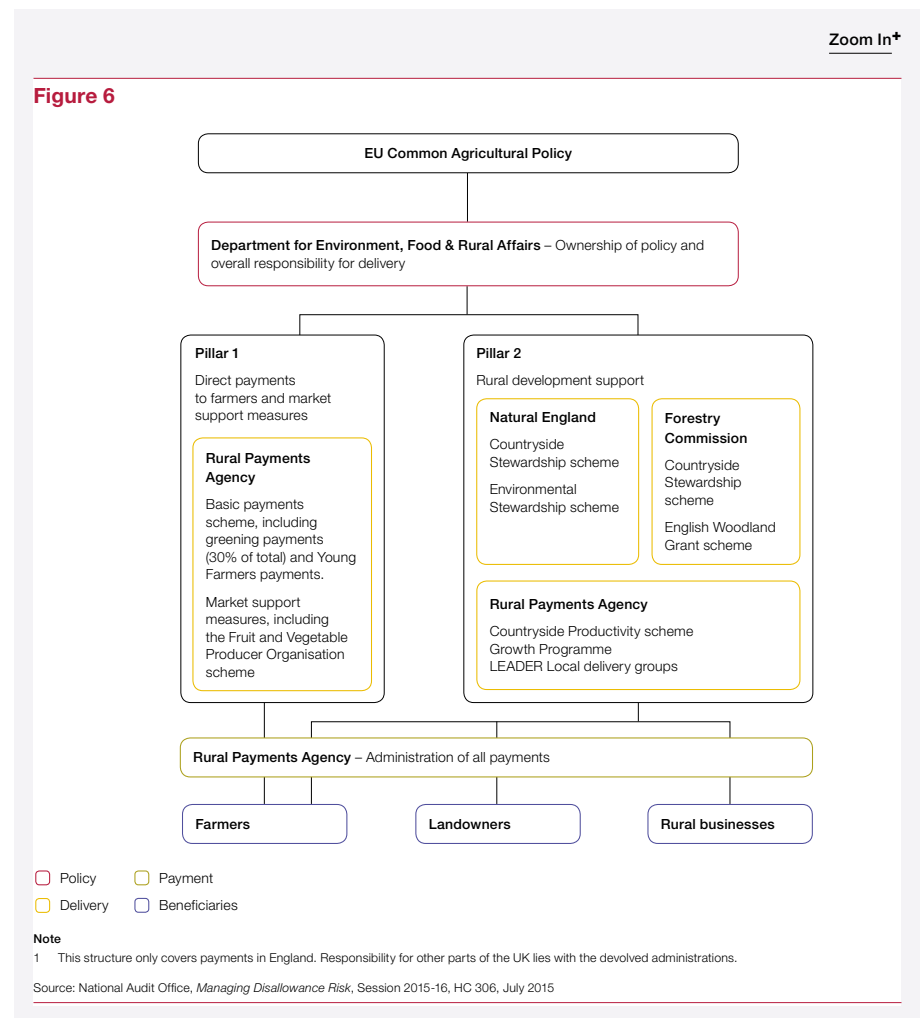 Zoom In+
Figure 6
EU Common Agricultural Policy
Department for Environment, Food & Rural Affairs – Ownership of policy and
overall responsibility for delivery
Pillar 1
Direct payments
to farmers and market
support measures
Rural Payments
Agency
Basic payments
scheme, including
greening payments
(30% of total) and Young
Farmers payments.
Market support
measures, including
the Fruit and Vegetable
Producer Organisation
scheme
Pillar 2
Rural development support
Natural England
Countryside
Stewardship scheme
Environmental
Stewardship scheme
Forestry
Commission
Countryside
Stewardship
scheme
English Woodland
Grant scheme
Rural Payments Agency
Countryside Productivity scheme
Growth Programme
LEADER Local delivery groups
Rural Payments Agency – Administration of all payments
Farmers
Landowners
Rural businesses
Policy
Payment
Delivery
Beneficiaries
Note
1 This structure only covers payments in England. Responsibility for other parts of the UK lies with the devolved administrations.
Source: National Audit Office, Managing Disallowance Risk, Session 2015-16, HC 306, July 2015